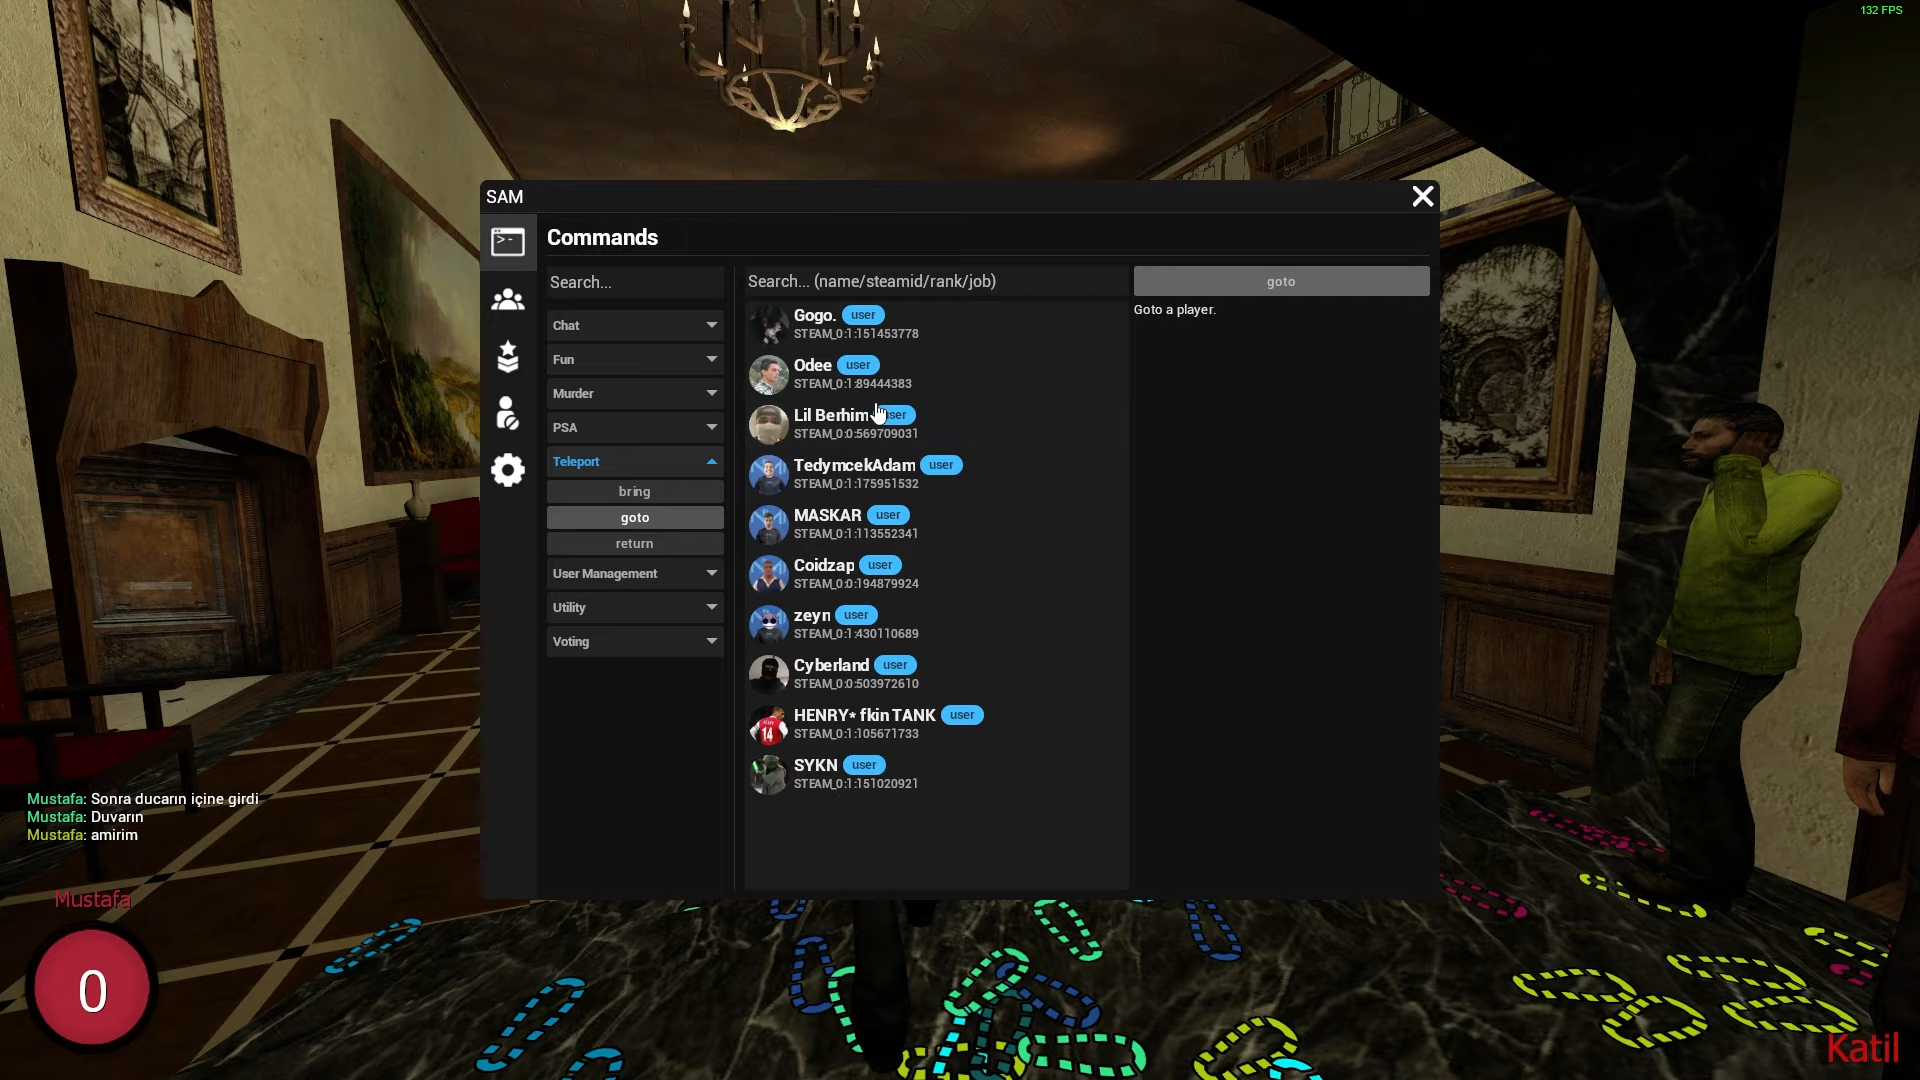 132 FPS
SAM
Commands
Search...
Chat
Fun
Murder
PSA
Teleport
bring
goto
return
User Management
Utility
Voting
Search... (name/steamid/rank/job)
Gogo. user
STEAM_0:1:151453778
Odee user
STEAM_0:1:89444383
Lil Berhim user
STEAM_0:0:569709031
TedymcekAdam user
STEAM_0:1:175951532
MASKAR user
STEAM_0:1:113552341
Coidzap user
STEAM_0:0:194879924
zeyn user
STEAM_0:1:430110689
Cyberland user
STEAM_0:0:503972610
HENRY* fkin TANK user
STEAM_0:1:105671733
SYKN user
STEAM_0:1:151020921
goto
Goto a player.
Mustafa: Sonra ducarın içine girdi
Mustafa: Duvarın
Mustafa: amirim
Mustafa
0
Katil
14